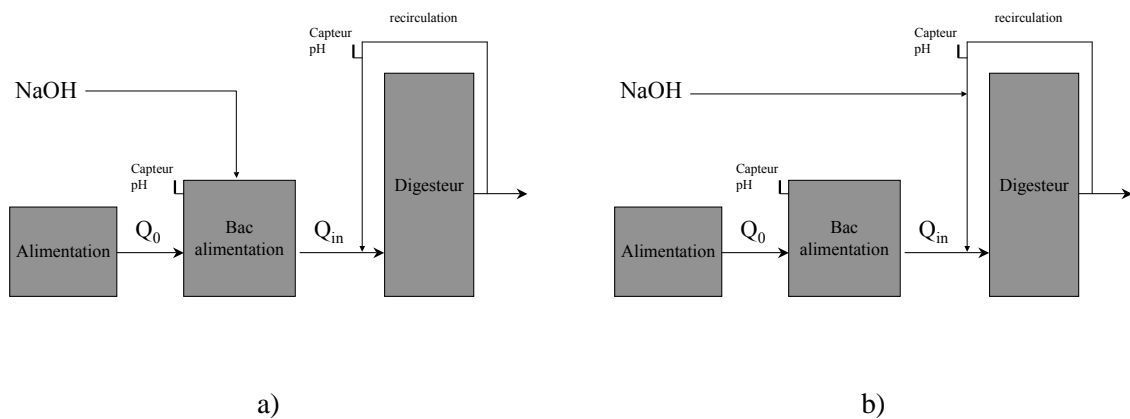 recirculation
Capteur
pH
NaOH
Capteur
pH
Alimentation
Q0
Bac
alimentation
Qin
Digesteur
a)
recirculation
Capteur
pH
NaOH
Capteur
pH
Alimentation
Q0
Bac
alimentation
Qin
Digesteur
b)